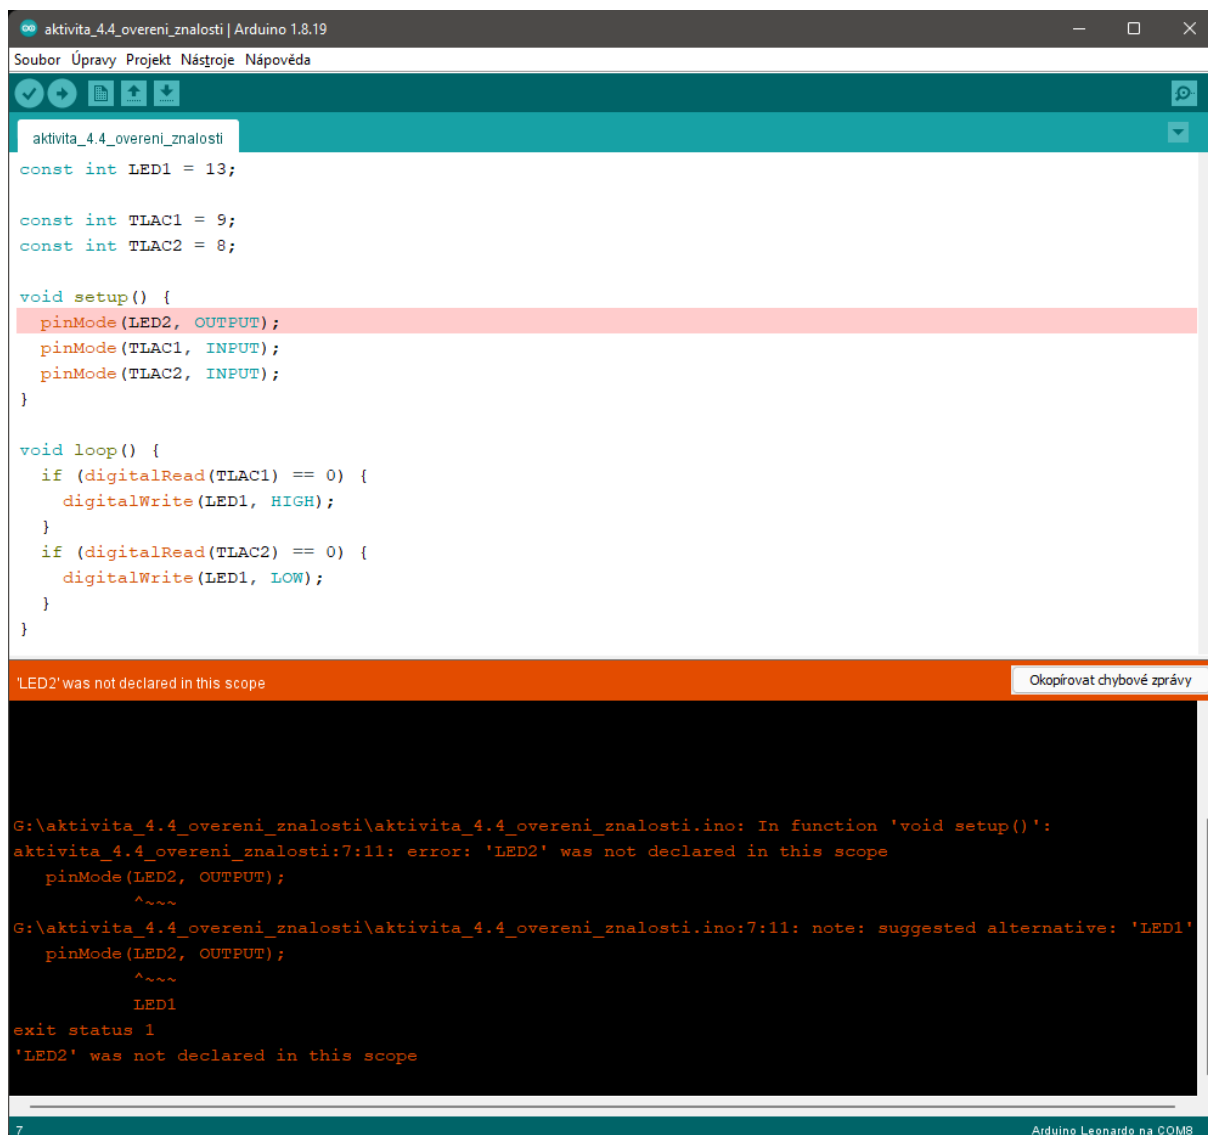 aktivita_4.4_overeni_znalosti | Arduino 1.8.19
Soubor Úpravy Projekt Nástroje Nápověda
aktivita_4.4_overeni_znalosti
const int LED1 = 13;
const int TLAC1 = 9;
const int TLAC2 = 8;
void setup() {
pinMode(LED2, OUTPUT);
pinMode(TLAC1, INPUT);
pinMode(TLAC2, INPUT);
}
void loop() {
if (digitalRead(TLAC1) == 0) {
digitalWrite(LED1, HIGH);
}
if (digitalRead(TLAC2) == 0) {
digitalWrite(LED1, LOW);
}
}
'LED2' was not declared in this scope
Okopírovat chybové zprávy
G:\aktivita_4.4_overeni_znalosti\aktivita_4.4_overeni_znalosti.ino: In function 'void setup()':
aktivita_4.4_overeni_znalosti:7:11: error: 'LED2' was not declared in this scope
pinMode(LED2, OUTPUT);
^~~~
G:\aktivita_4.4_overeni_znalosti\aktivita_4.4_overeni_znalosti.ino:7:11: note: suggested alternative: 'LED1'
pinMode(LED2, OUTPUT);
^~~~
LED1
exit status 1
'LED2' was not declared in this scope
7
Arduino Leonardo na COM8